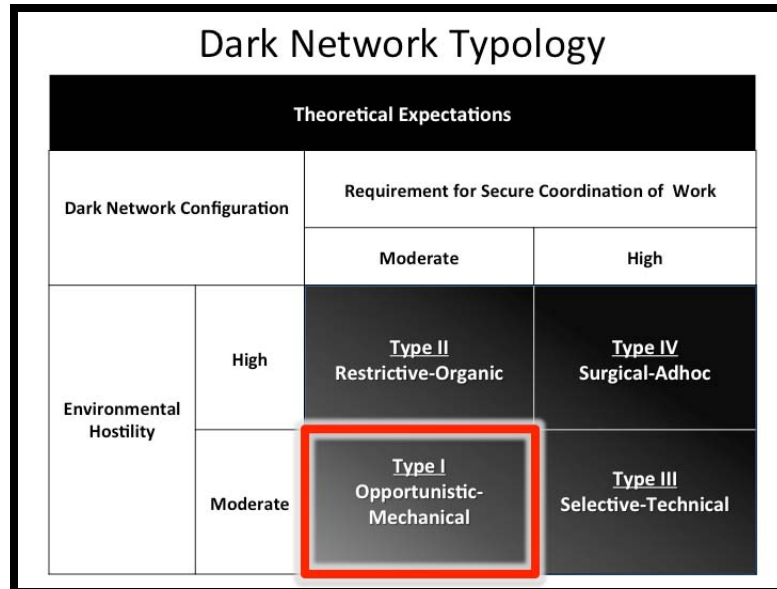 Dark Network Typology
Theoretical Expectations
Dark Network Configuration
Requirement for Secure Coordination of Work
Moderate
High
Environmental
Hostility
High
Type II
Restrictive-Organic
Type IV
Surgical-Adhoc
Moderate
Type I
Opportunistic-
Mechanical
Type III
Selective-Technical